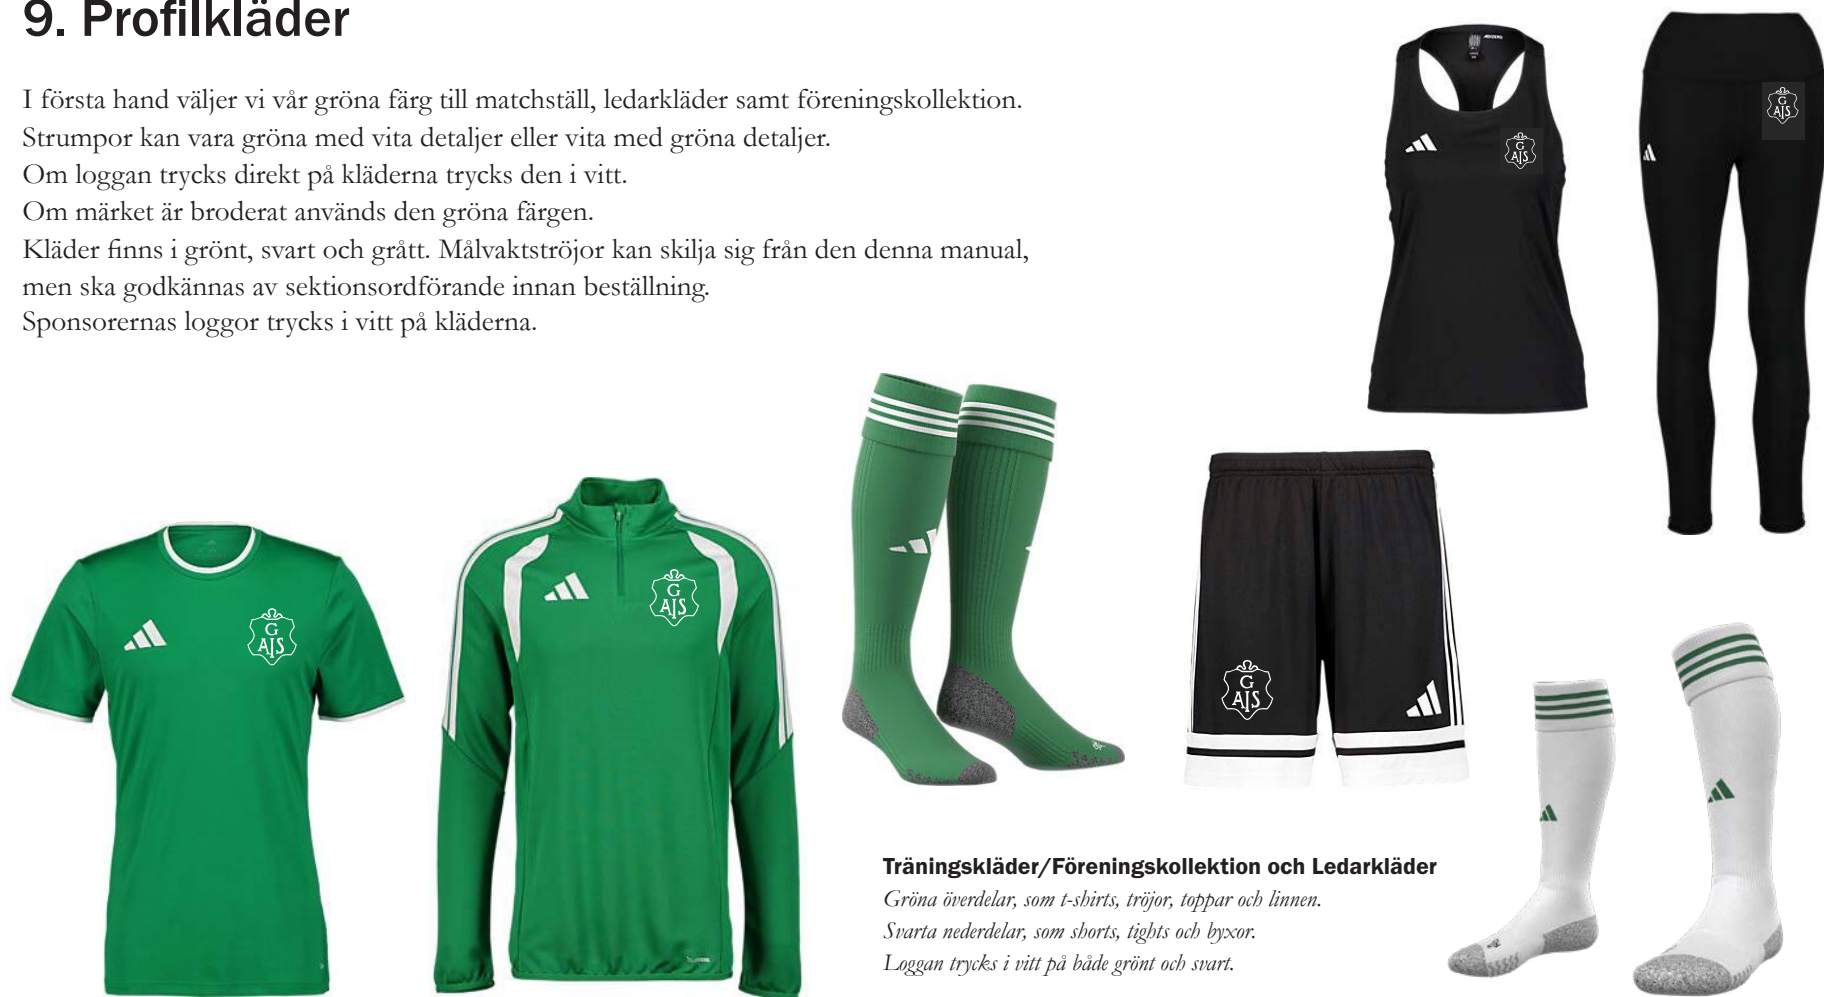 9. Profilkläder
I första hand väljer vi vår gröna färg till matchställ, ledarkläder samt föreningskollektion.
Strumpor kan vara gröna med vita detaljer eller vita med gröna detaljer.
Om loggan trycks direkt på kläderna trycks den i vitt.
Om märket är broderat används den gröna färgen.
Kläder finns i grönt, svart och grått. Målvaktströjor kan skilja sig från den denna manual,
men ska godkännas av sektionsordförande innan beställning.
Sponsorernas loggor trycks i vitt på kläderna.
G
AIS
G
AIS
G
AIS
G
AIS
G
AIS
Träningskläder/Föreningskollektion och Ledarkläder
Gröna överdelar, som t-shirts, tröjor, toppar och linnen.
Svarta nederdelar, som shorts, tights och byxor.
Loggan trycks i vitt på både grönt och svart.